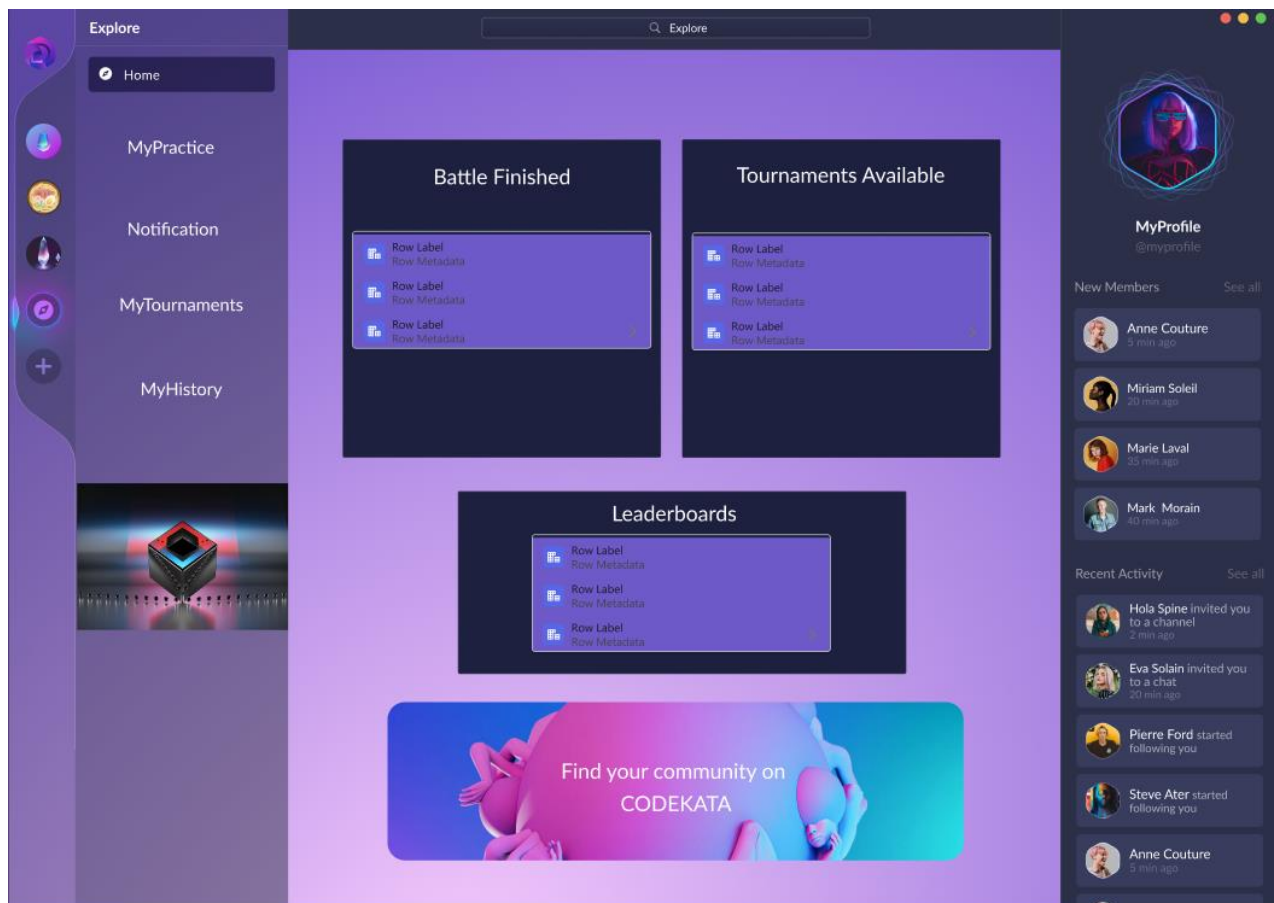 Explore
Home
MyPractice
Notification
MyTournaments
MyHistory
Explore
Battle Finished
Row Label
Row Metadata
Row Label
Row Metadata
Row Label
Row Metadata
Tournaments Available
Row Label
Row Metadata
Row Label
Row Metadata
Row Label
Row Metadata
Leaderboards
Row Label
Row Metadata
Row Label
Row Metadata
Row Label
Row Metadata
Find your community on
CODEKATA
MyProfile
@myprofile
New Members See all
Anne Couture
5 min ago
Miriam Soleil
20 min ago
Marie Laval
35 min ago
Mark Morain
40 min ago
Recent Activity See all
Hola Spine invited you
to a channel
2 min ago
Eva Solain invited you
to a chat
20 min ago
Pierre Ford started
following you
Steve Ater started
following you
Anne Couture
5 min ago